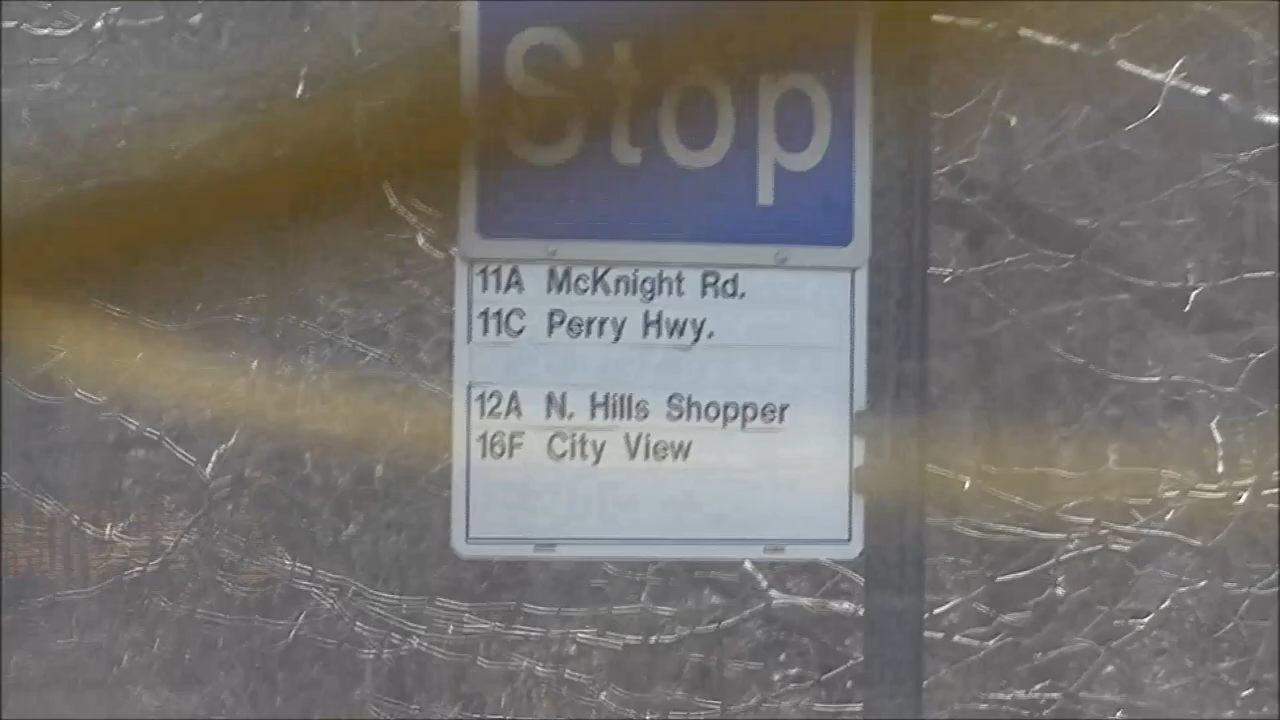 Stop
11A McKnight Rd.
11C Perry Hwy.
12A N. Hills Shopper
16F City View